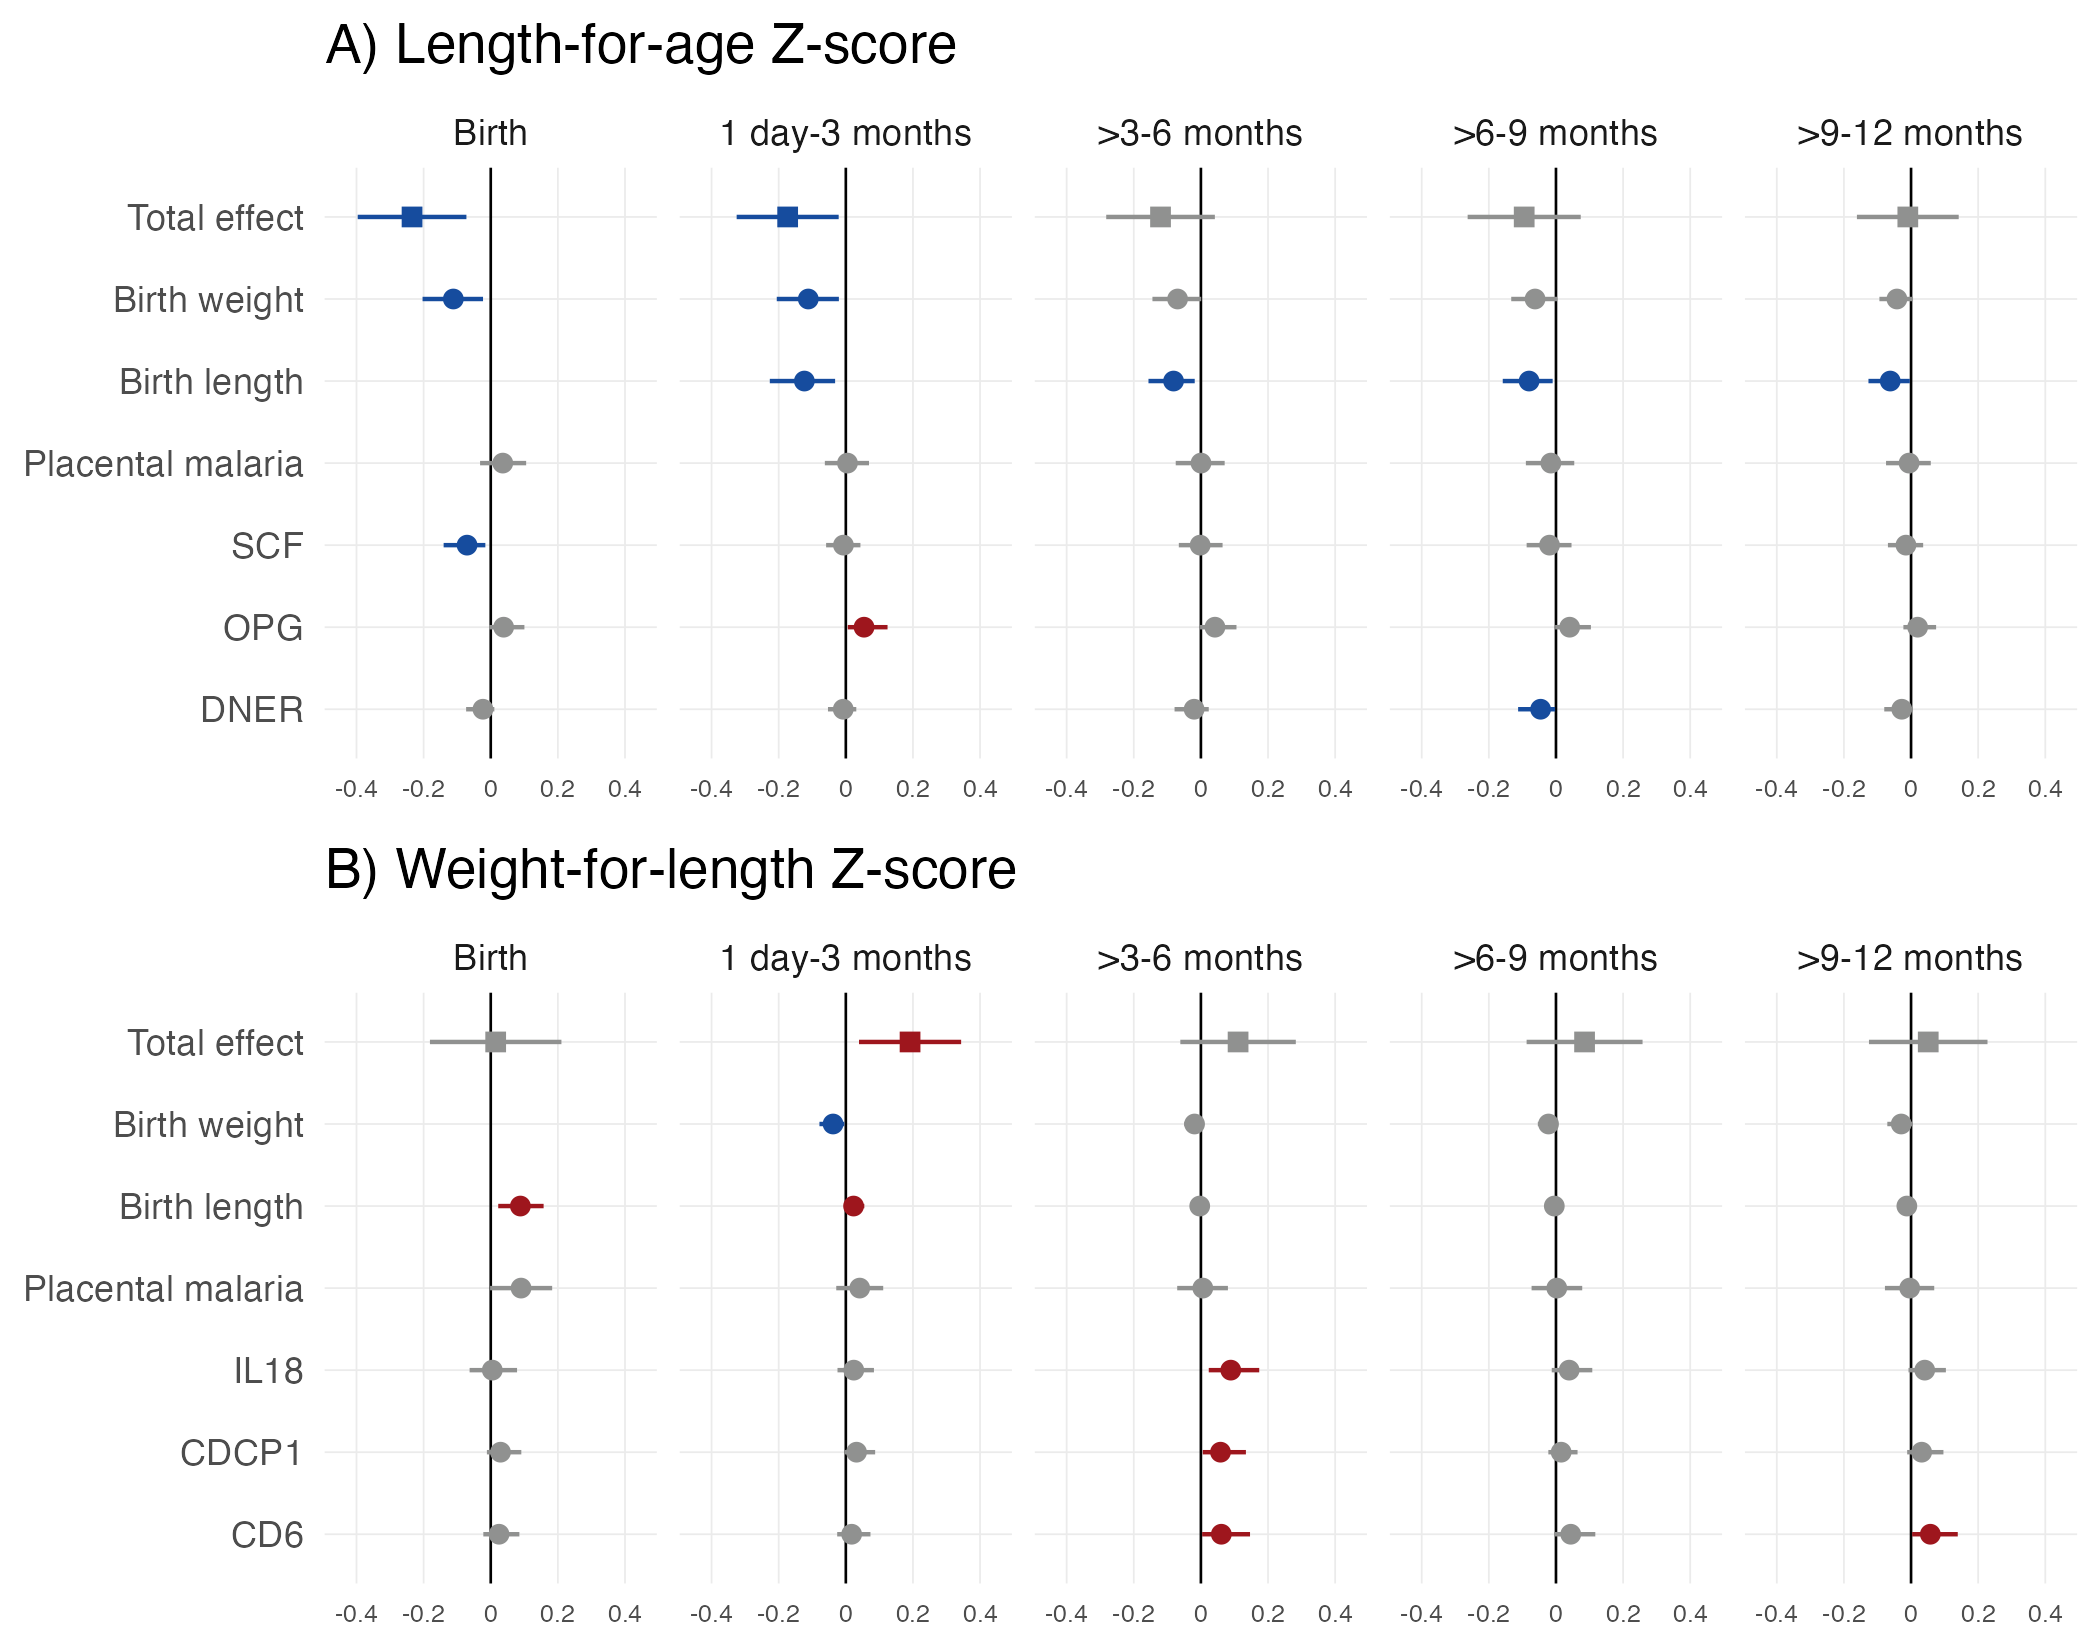 A) Length-for-age Z-score
Birth 1 day-3 months >3-6 months >6-9 months >9-12 months
Total effect
Birth weight
Birth length
Placental malaria
SCF
OPG
DNER
-0.4 -0.2 0 0.2 0.4 -0.4 -0.2 0 0.2 0.4 -0.4 -0.2 0 0.2 0.4 -0.4 -0.2 0 0.2 0.4 -0.4 -0.2 0 0.2 0.4
B) Weight-for-length Z-score
Birth 1 day-3 months >3-6 months >6-9 months >9-12 months
Total effect
Birth weight
Birth length
Placental malaria
IL18
CDCP1
CD6
-0.4 -0.2 0 0.2 0.4 -0.4 -0.2 0 0.2 0.4 -0.4 -0.2 0 0.2 0.4 -0.4 -0.2 0 0.2 0.4 -0.4 -0.2 0 0.2 0.4